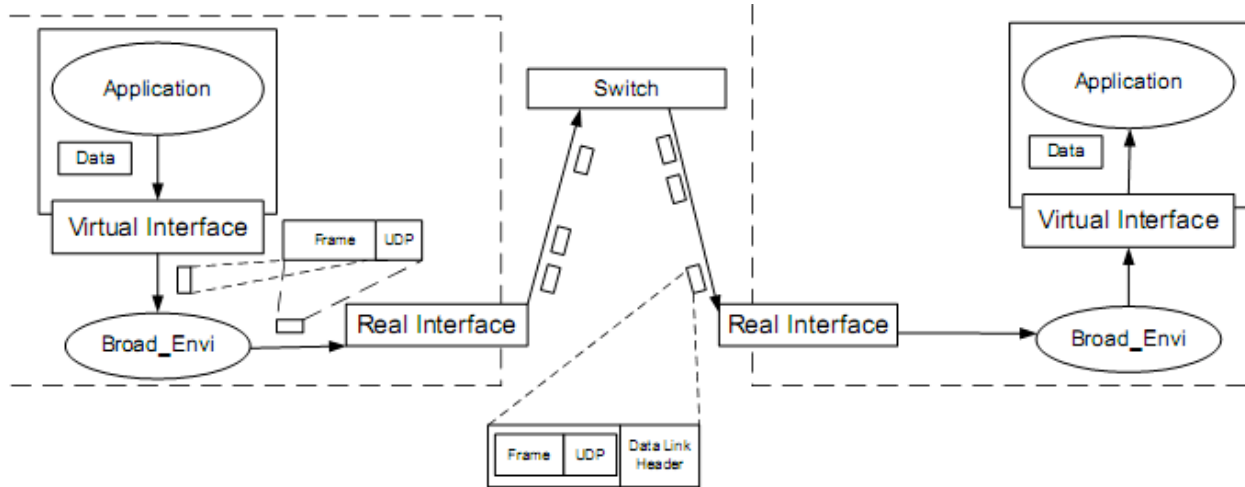 Application
Data
Virtual Interface
Frame UDP
Broad_Envi
Real Interface
Switch
Frame UDP Data Link
Header
Real Interface
Application
Data
Virtual Interface
Broad_Envi